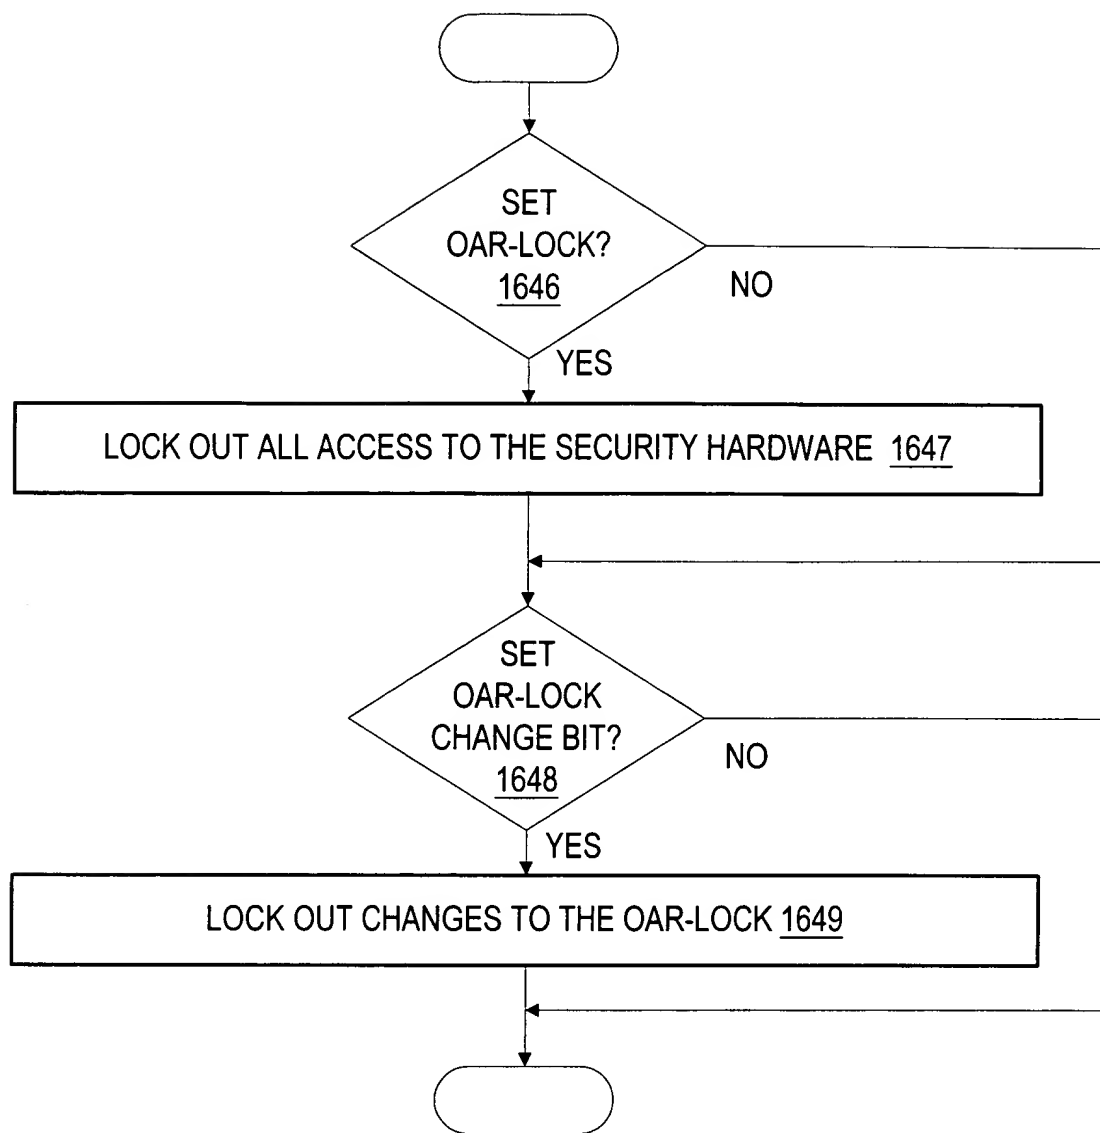 SET
OAR-LOCK?
1646
NO
YES
LOCK OUT ALL ACCESS TO THE SECURITY HARDWARE 1647
SET
OAR-LOCK
CHANGE BIT?
1648
NO
YES
LOCK OUT CHANGES TO THE OAR-LOCK 1649